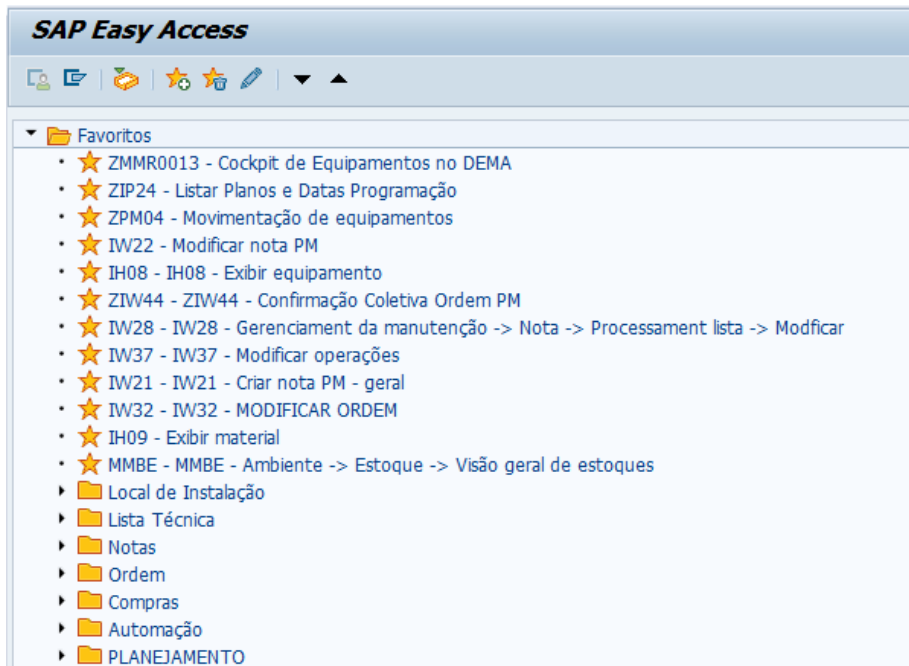 SAP Easy Access
Favoritos
ZMMR0013 - Cockpit de Equipamentos no DEMA
ZIP24 - Listar Planos e Datas Programação
ZPM04 - Movimentação de equipamentos
IW22 - Modificar nota PM
IH08 - IH08 - Exibir equipamento
ZIW44 - ZIW44 - Confirmação Coletiva Ordem PM
IW28 - IW28 - Gerenciament da manutenção -> Nota -> Processament lista -> Modficar
IW37 - IW37 - Modificar operações
IW21 - IW21 - Criar nota PM - geral
IW32 - IW32 - MODIFICAR ORDEM
IH09 - Exibir material
MMBE - MMBE - Ambiente -> Estoque -> Visão geral de estoques
Local de Instalação
Lista Técnica
Notas
Ordem
Compras
Automação
PLANEJAMENTO